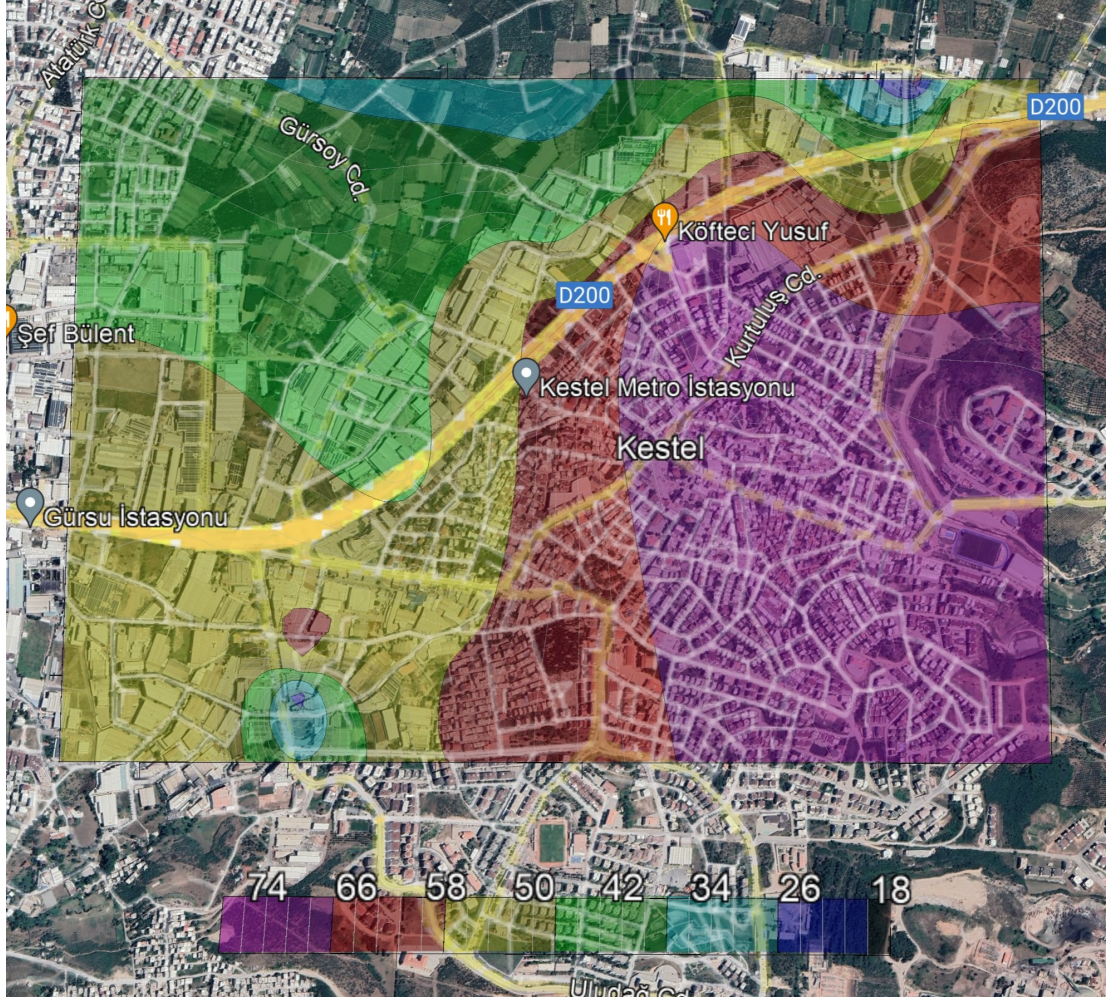 Atatürk C
D200
Gürsoy Cd.
Köfteci Yusuf
Kurtuluş Cd.
D200
Şef Bülent
Kestel Metro İstasyonu
Kestel
Gürsu İstasyonu
74 66 58 50 42 34 26 18
Uludağ Cd